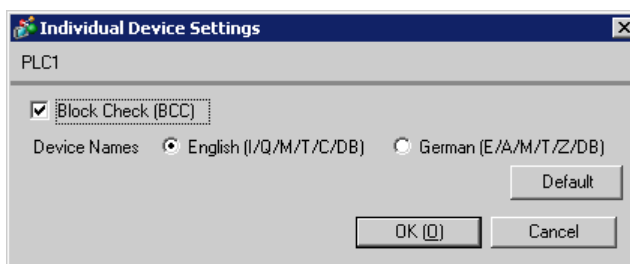 Individual Device Settings
PLC1
Block Check (BCC)
Device Names English (I/Q/M/T/C/DB) German (E/A/M/T/Z/DB)
Default
OK (O) Cancel